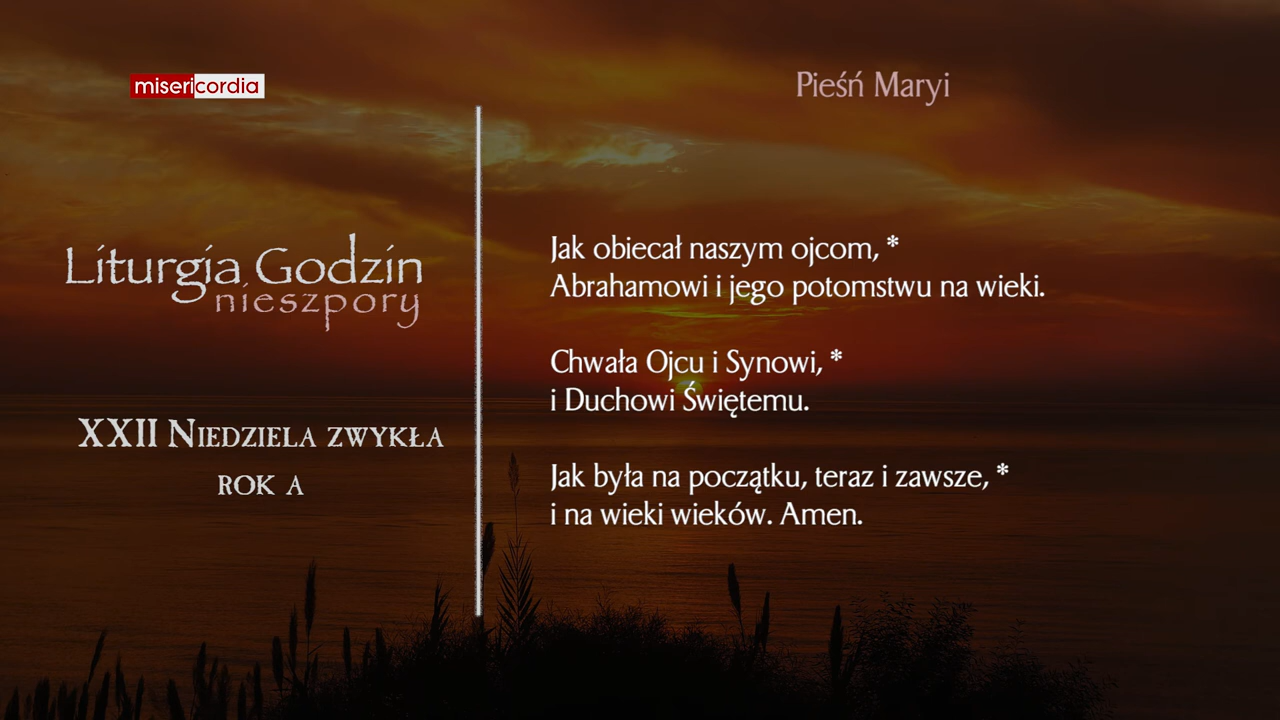 misericordia
Liturgia Godzin
nieszpory
XXII Niedziela zwykła
rok A
Pieśń Maryi
Jak obiecał naszym ojcom, *
Abrahamowi i jego potomstwu na wieki.
Chwała Ojcu i Synowi, *
i Duchowi Świętemu.
Jak była na początku, teraz i zawsze, *
i na wieki wieków. Amen.